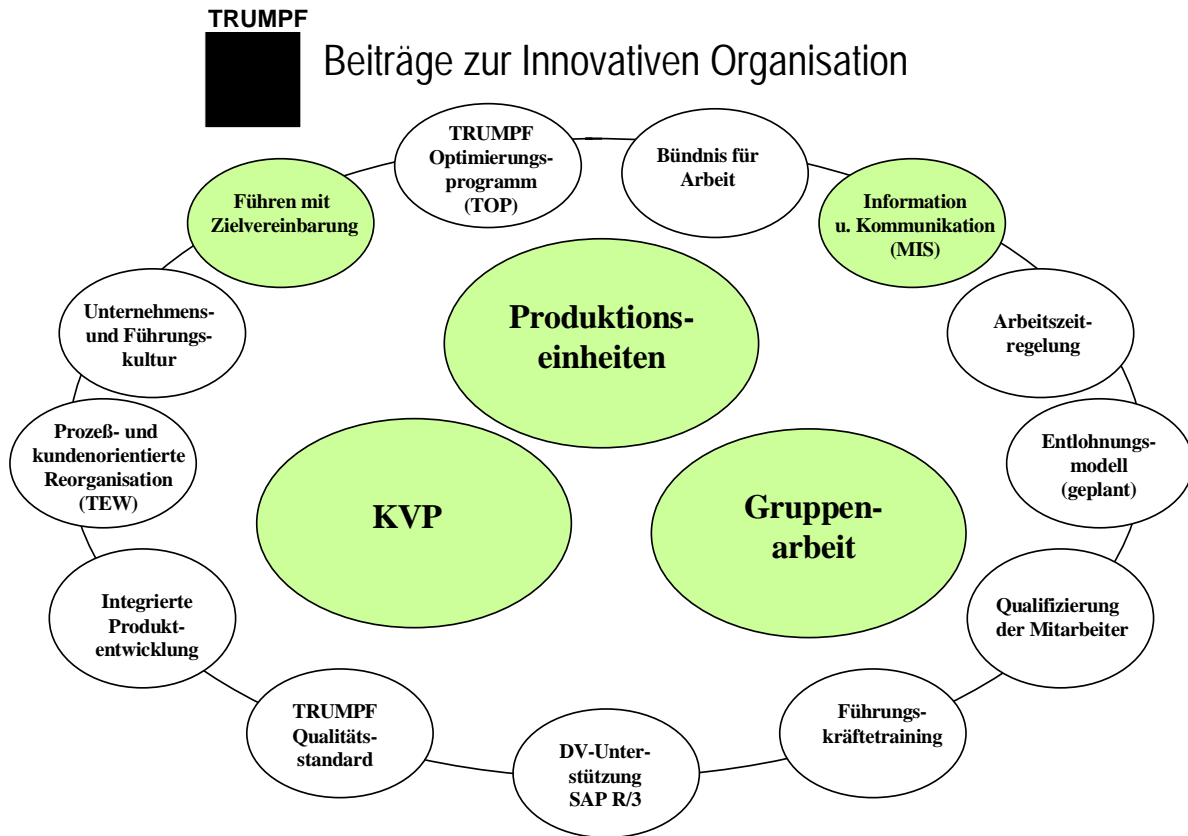 TRUMPF
Beiträge zur Innovativen Organisation
TRUMPF
Optimierungs-
programm
(TOP)
Bündnis für
Arbeit
Führen mit
Zielvereinbarung
Information
u. Kommunikation
(MIS)
Unternehmens-
und Führungs-
kultur
Produktions-
einheiten
Arbeitszeit-
regelung
Prozeß- und
kundenorientierte
Reorganisation
(TEW)
Entlohnungs-
modell
(geplant)
KVP
Gruppen-
arbeit
Integrierte
Produkt-
entwicklung
Qualifizierung
der Mitarbeiter
TRUMPF
Qualitäts-
standard
Führungs-
kräftetraining
DV-Unter-
stützung
SAP R/3